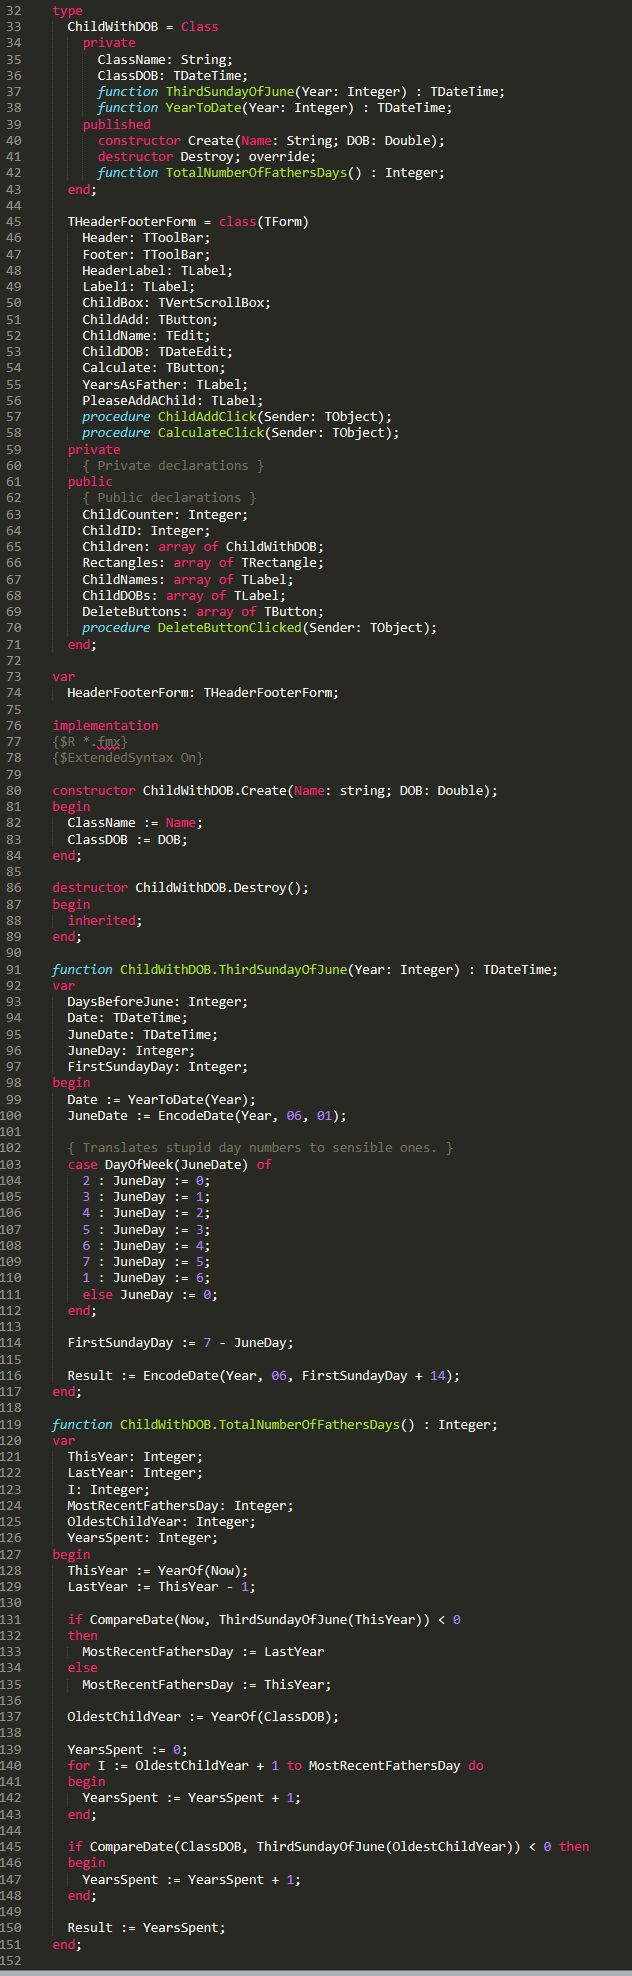 32 type
33 ChildWithDOB = Class
34 private
35 ClassName: String;
36 ClassDOB: TDateTime;
37 function ThirdSundayOfJune(Year: Integer) : TDateTime;
38 function YearToDate(Year: Integer) : TDateTime;
39 published
40 constructor Create(Name: String; DOB: Double);
41 destructor Destroy; override;
42 function TotalNumberOfFathersDays() : Integer;
43 end;
44
45 THeaderFooterForm = class(TForm)
46 Header: TToolBar;
47 Footer: TToolBar;
48 HeaderLabel: TLabel;
49 Label1: TLabel;
50 ChildBox: TVertScrollBox;
51 ChildAdd: TButton;
52 ChildName: TEdit;
53 ChildDOB: TDateEdit;
54 Calculate: TButton;
55 YearsAsFather: TLabel;
56 PleaseAddAChild: TLabel;
57 procedure ChildAddClick(Sender: TObject);
58 procedure CalculateClick(Sender: TObject);
59 private
60 { Private declarations }
61 public
62 { Public declarations }
63 ChildCounter: Integer;
64 ChildID: Integer;
65 Children: array of ChildWithDOB;
66 Rectangles: array of TRectangle;
67 ChildNames: array of TLabel;
68 ChildDOBs: array of TLabel;
69 DeleteButtons: array of TButton;
70 procedure DeleteButtonClicked(Sender: TObject);
71 end;
72
73 var
74 HeaderFooterForm: THeaderFooterForm;
75
76 implementation
77 {$R *.fmx}
78 {$ExtendedSyntax On}
79
80 constructor ChildWithDOB.Create(Name: string; DOB: Double);
81 begin
82 ClassName := Name;
83 ClassDOB := DOB;
84 end;
85
86 destructor ChildWithDOB.Destroy();
87 begin
88 inherited;
89 end;
90
91 function ChildWithDOB.ThirdSundayOfJune(Year: Integer) : TDateTime;
92 var
93 DaysBeforeJune: Integer;
94 Date: TDateTime;
95 JuneDate: TDateTime;
96 JuneDay: Integer;
97 FirstSundayDay: Integer;
98 begin
99 Date := YearToDate(Year);
100 JuneDate := EncodeDate(Year, 06, 01);
101
102 { Translates stupid day numbers to sensible ones. }
103 case DayOfWeek(JuneDate) of
104 2 : JuneDay := 0;
105 3 : JuneDay := 1;
106 4 : JuneDay := 2;
107 5 : JuneDay := 3;
108 6 : JuneDay := 4;
109 7 : JuneDay := 5;
110 1 : JuneDay := 6;
111 else JuneDay := 0;
112 end;
113
114 FirstSundayDay := 7 - JuneDay;
115
116 Result := EncodeDate(Year, 06, FirstSundayDay + 14);
117 end;
118
119 function ChildWithDOB.TotalNumberOfFathersDays() : Integer;
120 var
121 ThisYear: Integer;
122 LastYear: Integer;
123 I: Integer;
124 MostRecentFathersDay: Integer;
125 OldestChildYear: Integer;
126 YearsSpent: Integer;
127 begin
128 ThisYear := YearOf(Now);
129 LastYear := ThisYear - 1;
130
131 if CompareDate(Now, ThirdSundayOfJune(ThisYear)) < 0
132 then
133 MostRecentFathersDay := LastYear
134 else
135 MostRecentFathersDay := ThisYear;
136
137 OldestChildYear := YearOf(ClassDOB);
138
139 YearsSpent := 0;
140 for I := OldestChildYear + 1 to MostRecentFathersDay do
141 begin
142 YearsSpent := YearsSpent + 1;
143 end;
144
145 if CompareDate(ClassDOB, ThirdSundayOfJune(OldestChildYear)) < 0 then
146 begin
147 YearsSpent := YearsSpent + 1;
148 end;
149
150 Result := YearsSpent;
151 end;
152